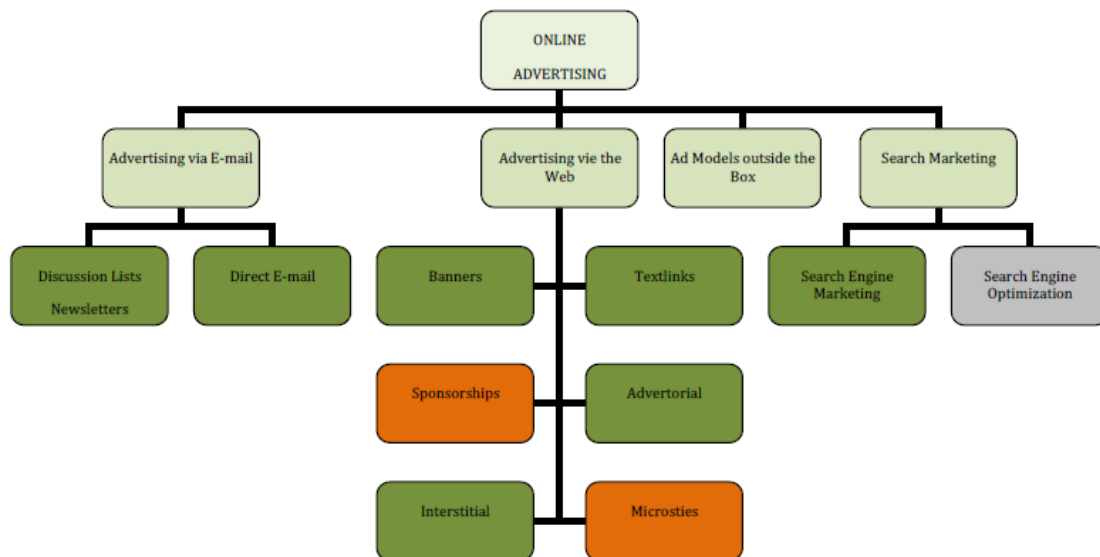 ONLINE
ADVERTISING
Advertising via E-mail
Advertising vie the
Web
Ad Models outside the
Box
Search Marketing
Discussion Lists
Newsletters
Direct E-mail
Banners
Textlinks
Search Engine
Marketing
Search Engine
Optimization
Sponsorships
Advertorial
Interstitial
Microsties